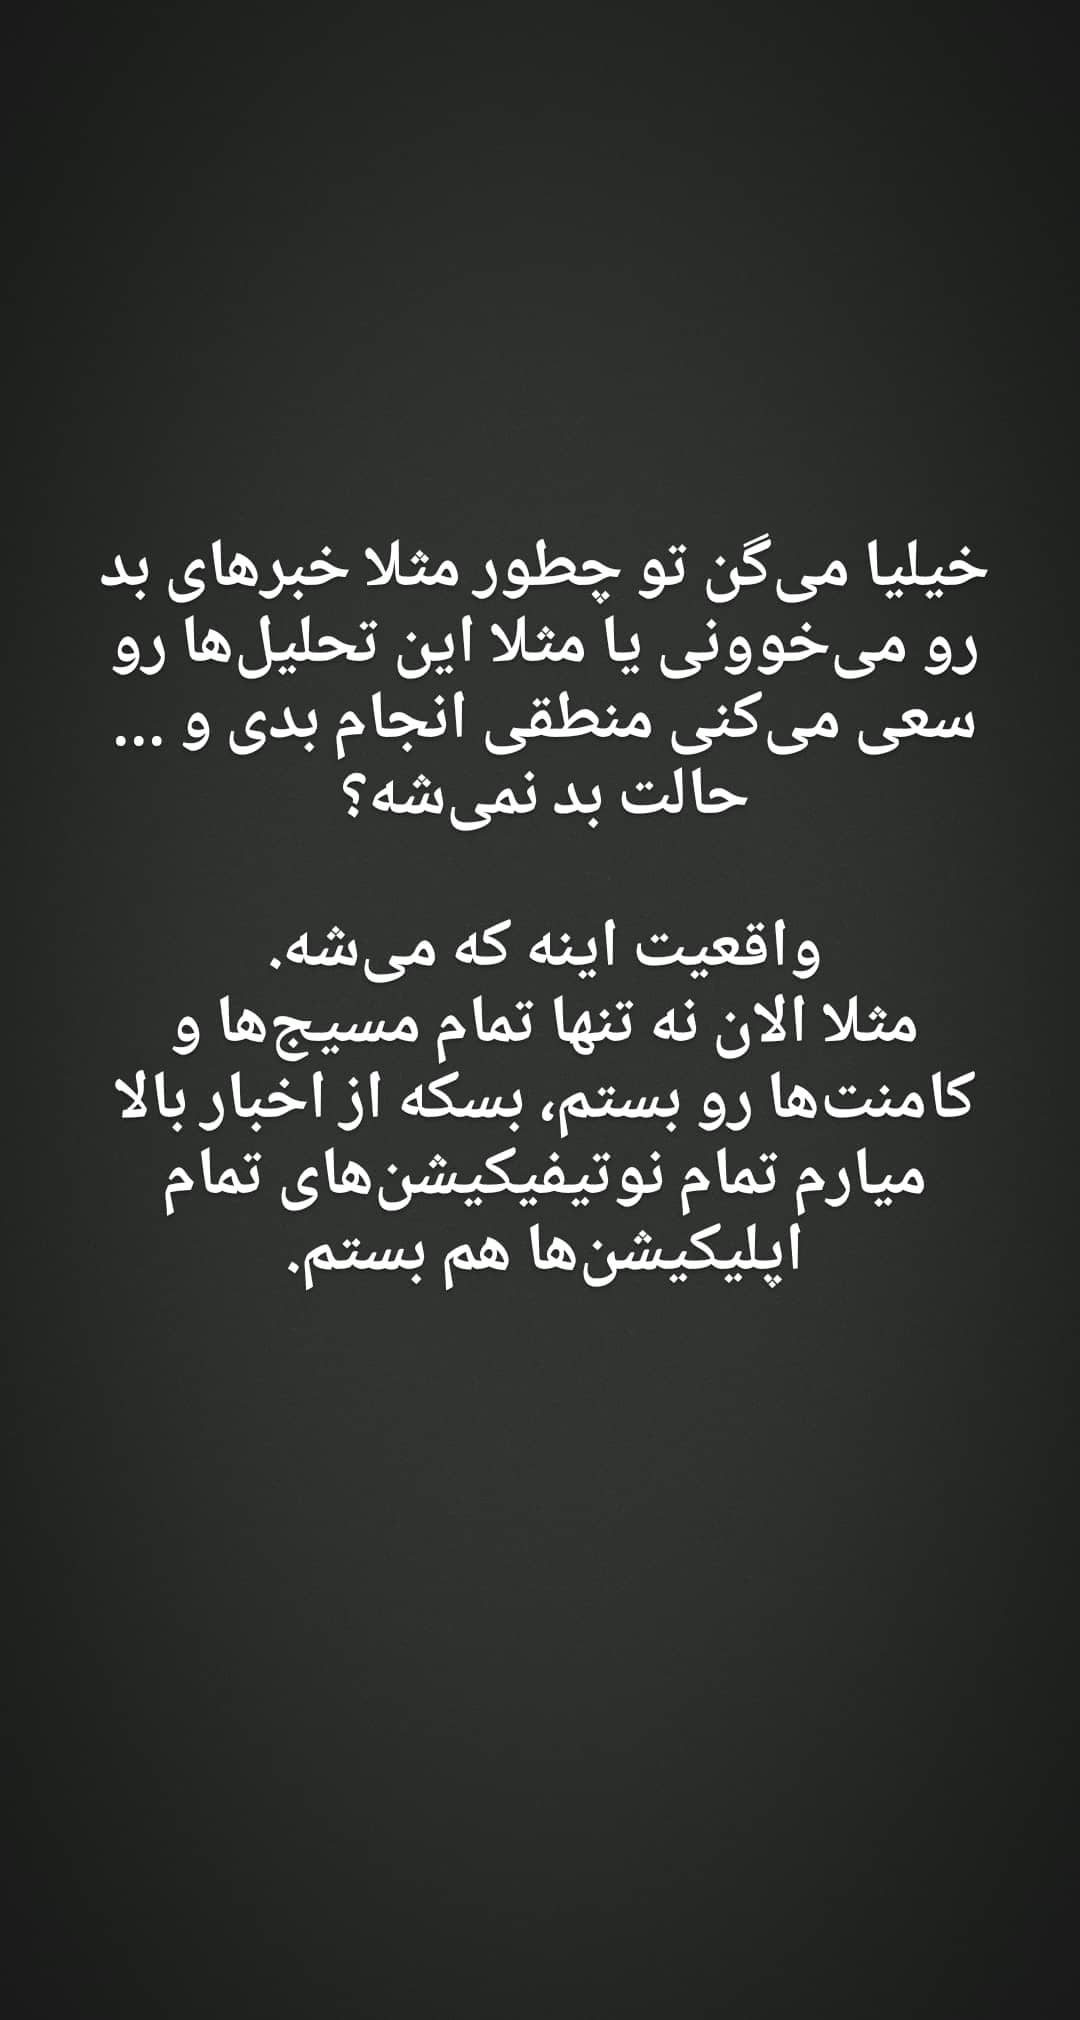 خیلیا می‌گن تو چطور مثلا خبرهای بد
رو می‌خوونی یا مثلا این تحلیل‌ها رو
سعی می‌کنی منطقی انجام بدی و ...
حالت بد نمی‌شه؟
واقعیت اینه که می‌شه.
مثلا الان نه تنها تمام مسیج‌ها و
کامنت‌ها رو بستم، بسکه از اخبار بالا
میارم تمام نوتیفیکیشن‌های تمام
اپلیکیشن‌ها هم بستم.